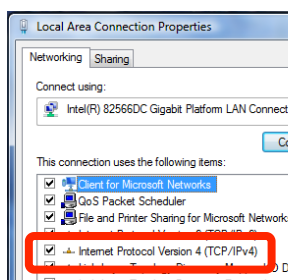 Local Area Connection Properties
Networking Sharing
Connect using:
Intel(R) 82566DC Gigabit Platform LAN Connect
This connection uses the following items:
Client for Microsoft Networks
QoS Packet Scheduler
File and Printer Sharing for Microsoft Network
Internet Protocol Version 4 (TCP/IPv4)